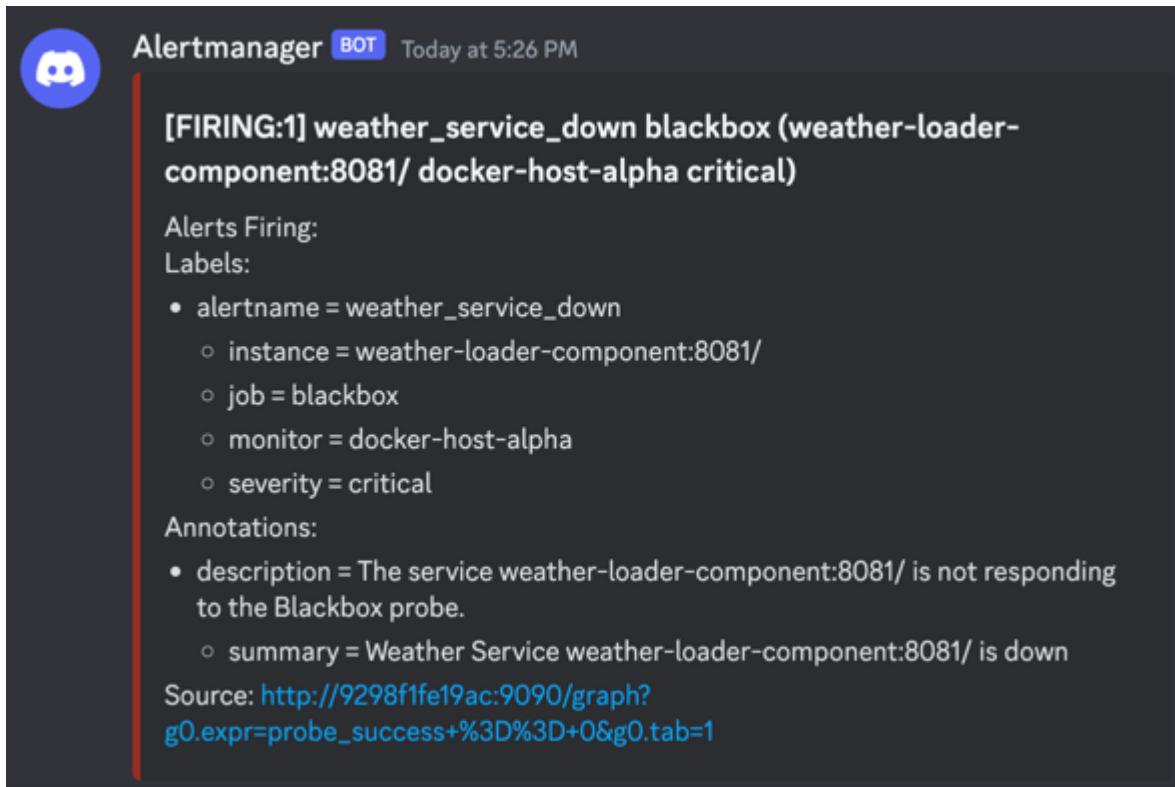 Alertmanager BOT Today at 5:26 PM
[FIRING:1] weather_service_down blackbox (weather-loader-
component:8081/ docker-host-alpha critical)
Alerts Firing:
Labels:
• alertname = weather_service_down
◦ instance = weather-loader-component:8081/
◦ job = blackbox
◦ monitor = docker-host-alpha
◦ severity = critical
Annotations:
• description = The service weather-loader-component:8081/ is not responding
to the Blackbox probe.
◦ summary = Weather Service weather-loader-component:8081/ is down
Source: http://9298f1fe19ac:9090/graph?
g0.expr=probe_success+%3D%3D+0&g0.tab=1